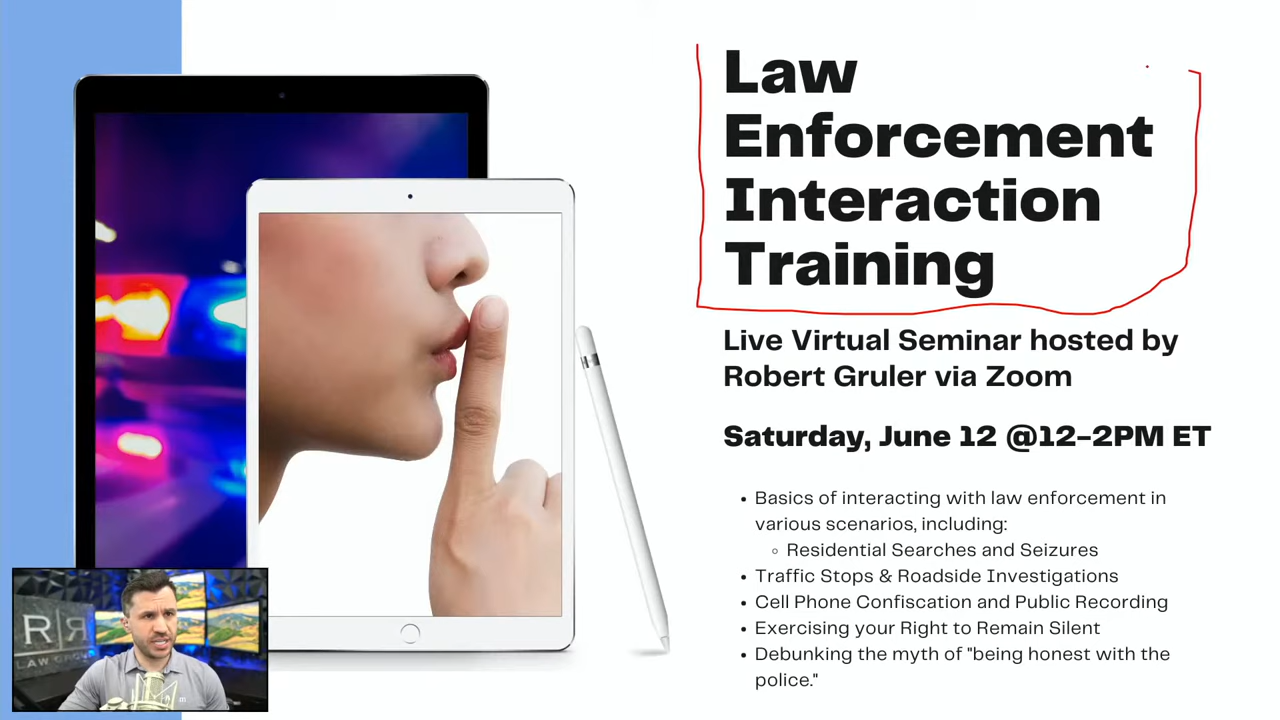 Law
Enforcement
Interaction
Training
Live Virtual Seminar hosted by
Robert Gruler via Zoom
Saturday, June 12 @12-2PM ET
• Basics of interacting with law enforcement in
various scenarios, including:
◦ Residential Searches and Seizures
• Traffic Stops & Roadside Investigations
• Cell Phone Confiscation and Public Recording
• Exercising your Right to Remain Silent
• Debunking the myth of "being honest with the
police."
R|R
LAW GROUP